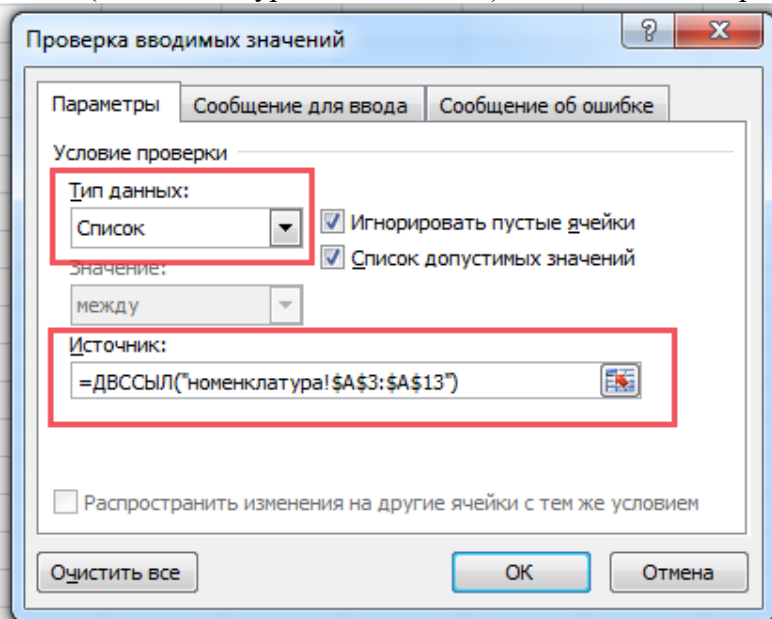 Проверка вводимых значений
Параметры Сообщение для ввода Сообщение об ошибке
Условие проверки
Тип данных:
Список
Игнорировать пустые ячейки
Список допустимых значений
Значение:
между
Источник:
=ДВССЫЛ("номенклатура!$A$3:$A$13")
Распространить изменения на другие ячейки с тем же условием
Очистить все ОК Отмена